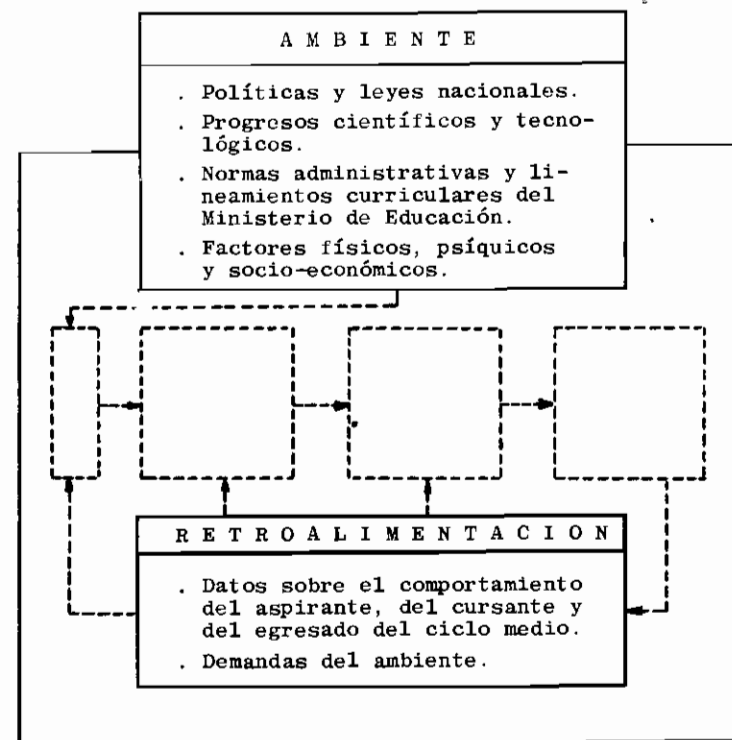 A M B I E N T E
. Políticas y leyes nacionales.
. Progresos científicos y tecno-
lógicos.
. Normas administrativas y li-
neamientos curriculares del
Ministerio de Educación.
. Factores físicos, psíquicos
y socio-económicos.
R E T R O A L I M E N T A C I O N
. Datos sobre el comportamiento
del aspirante, del cursante y
del egresado del ciclo medio.
. Demandas del ambiente.